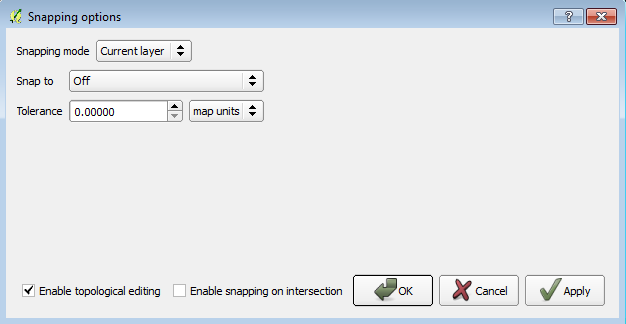 Snapping options
Snapping mode Current layer
Snap to Off
Tolerance 0.00000 map units
Enable topological editing Enable snapping on intersection OK Cancel Apply